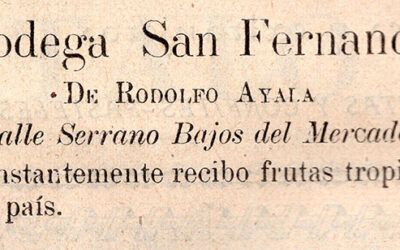 odega San Fernand
De Rodolfo Ayala
alle Serrano Bajos del Mercad
nstantemente recibo frutas tropi
país.